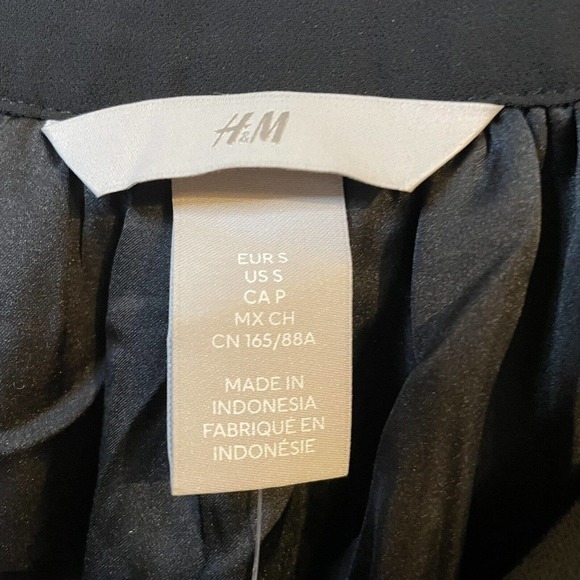 H&M
EUR S
US S
CA P
MX CH
CN 165/88A
MADE IN
INDONESIA
FABRIQUÉ EN
INDONÉSIE